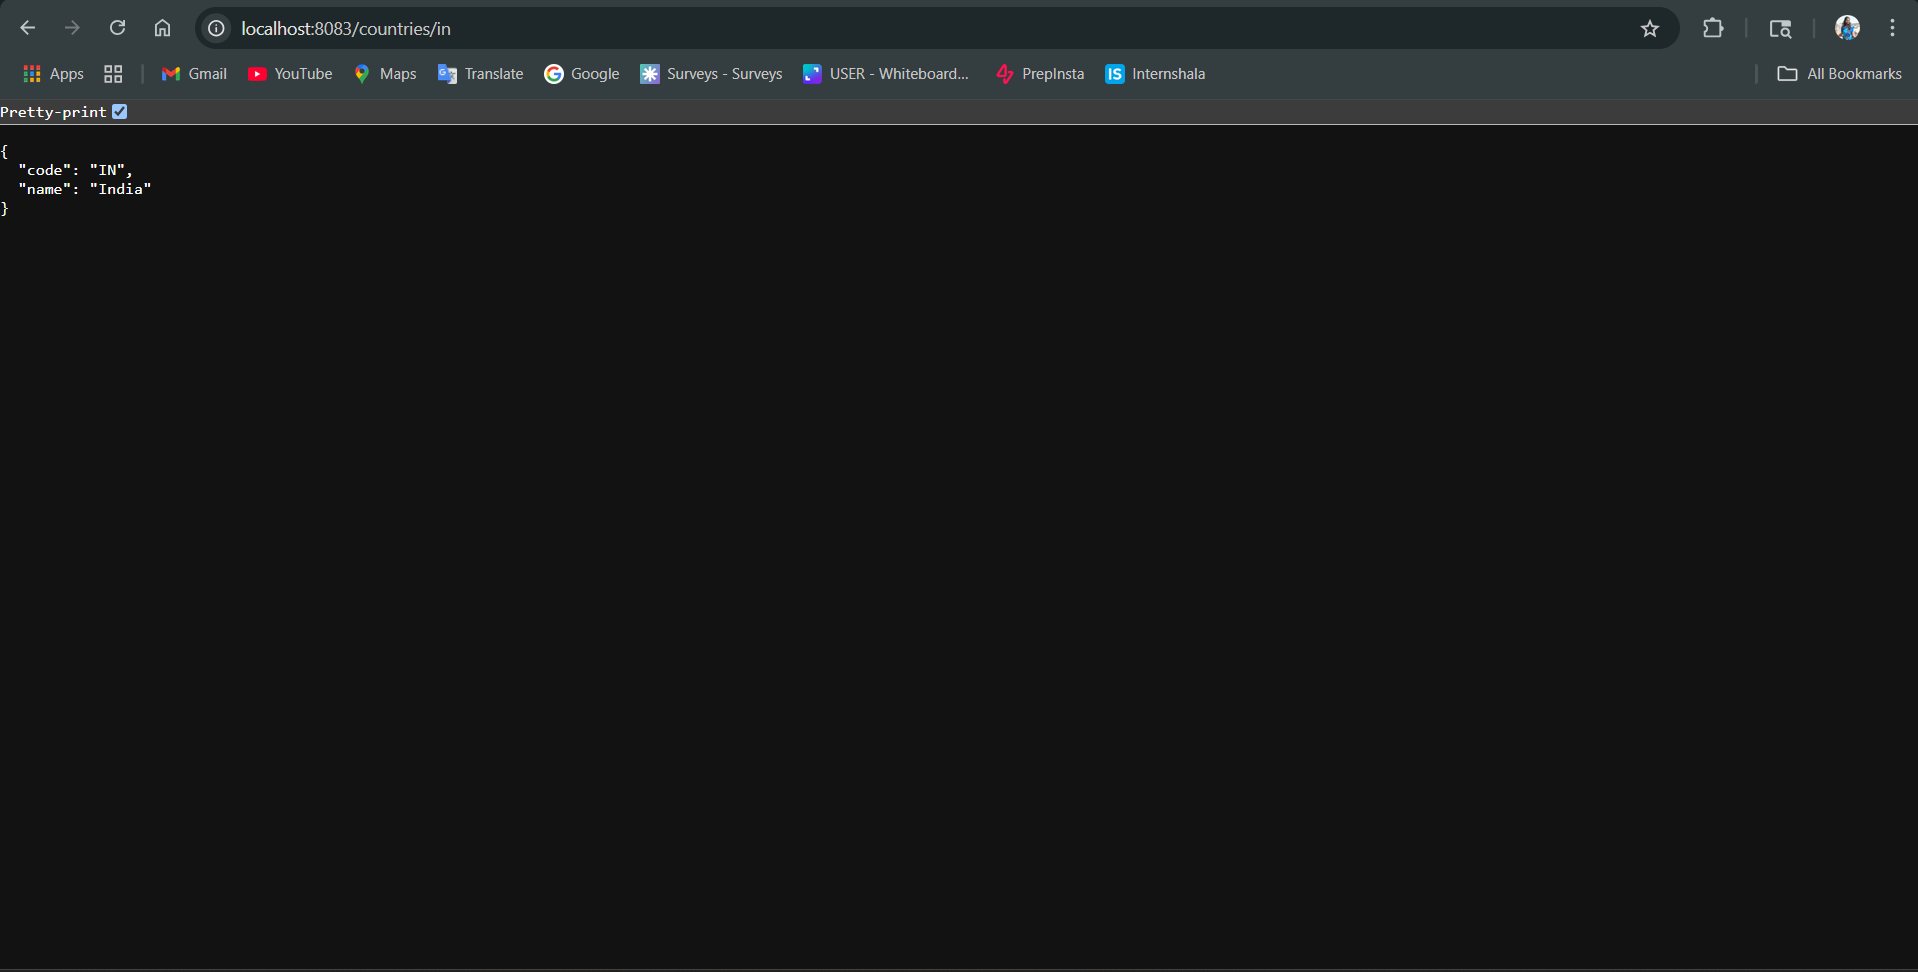 localhost:8083/countries/in
Apps Gmail YouTube Maps Translate Google Surveys - Surveys USER - Whiteboard... PrepInsta IS Internshala All Bookmarks
Pretty-print
{
"code": "IN",
"name": "India"
}